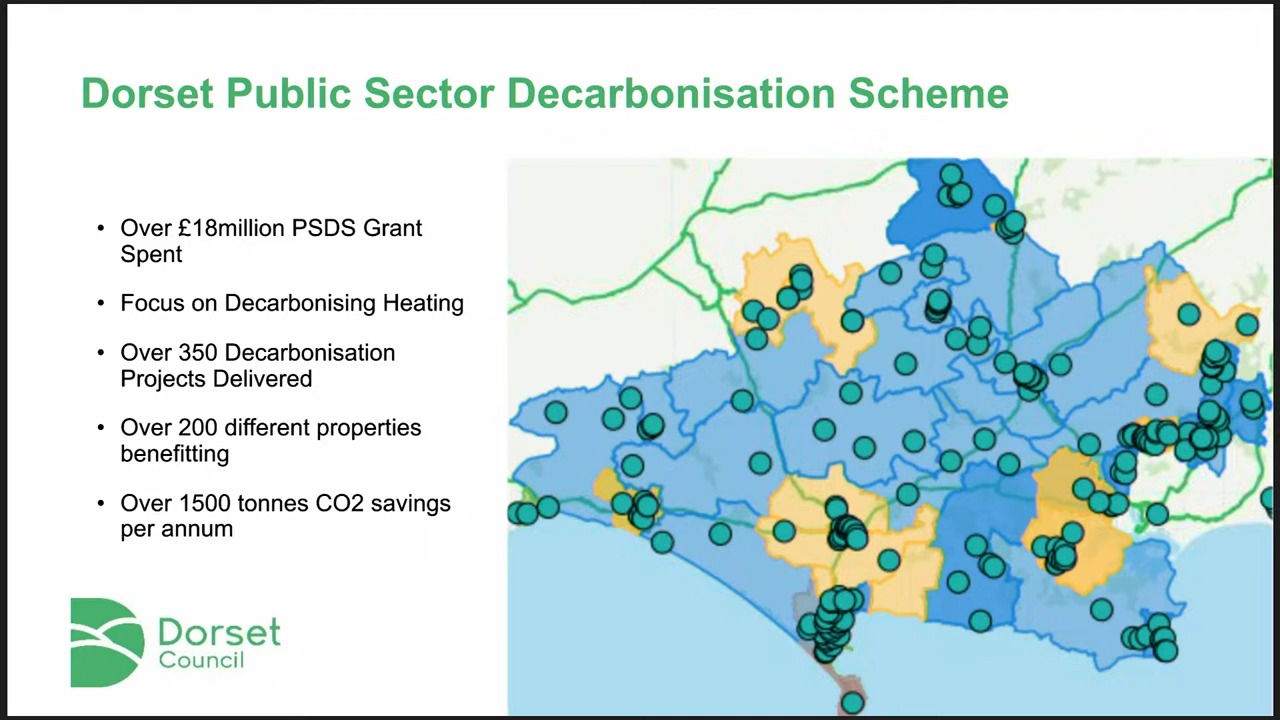 Dorset Public Sector Decarbonisation Scheme
• Over £18million PSDS Grant
Spent
• Focus on Decarbonising Heating
• Over 350 Decarbonisation
Projects Delivered
• Over 200 different properties
benefitting
• Over 1500 tonnes CO2 savings
per annum
Dorset
Council